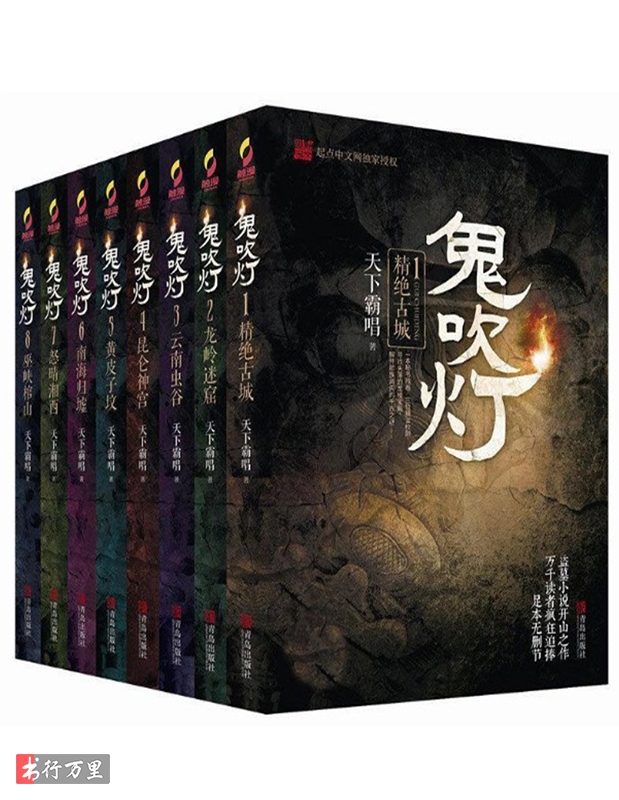 起点中文网独家授权
鬼吹灯
1
精绝古城
GUICHUIDENG
天下霸唱 著
盗墓小说开山之作
万千读者疯狂追捧
足本无删节
青岛出版社
鬼吹灯 1 精绝古城 天下霸唱 著 青岛出版社
鬼吹灯 2 龙岭迷窟 天下霸唱 著 青岛出版社
鬼吹灯 3 云南虫谷 天下霸唱 著 青岛出版社
鬼吹灯 4 昆仑神宫 天下霸唱 著 青岛出版社
鬼吹灯 5 黄皮子坟 天下霸唱 著 青岛出版社
鬼吹灯 6 南海归墟 天下霸唱 著 青岛出版社
鬼吹灯 7 怒晴湘西 天下霸唱 著 青岛出版社
鬼吹灯 8 巫峡棺山 天下霸唱 著 青岛出版社
书行万里